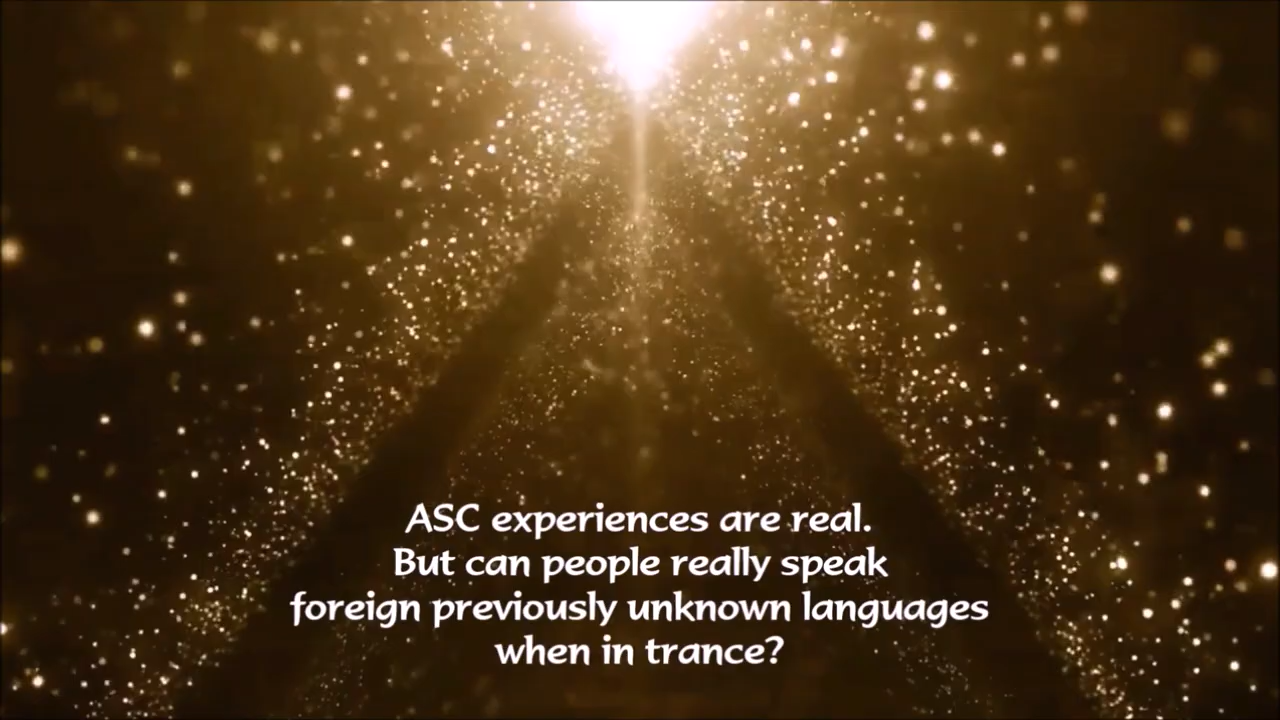 ASC experiences are real.
But can people really speak
foreign previously unknown languages
when in trance?